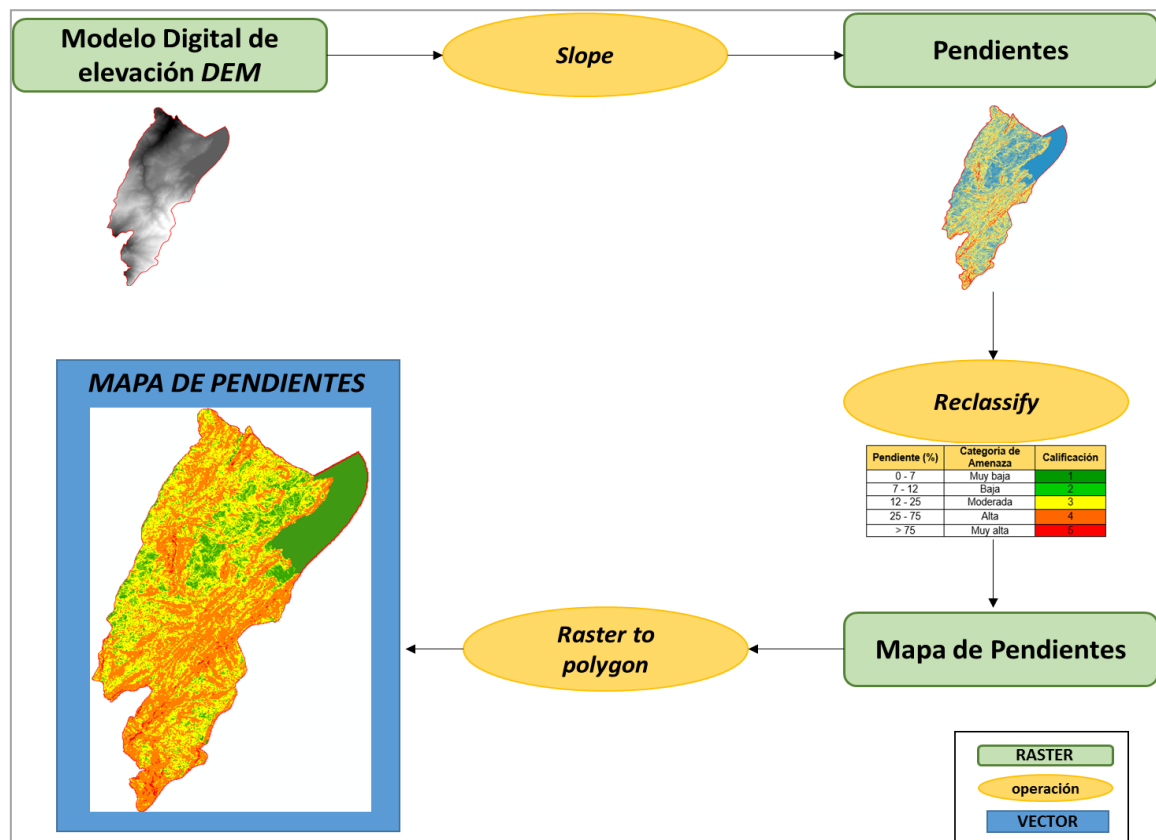 Modelo Digital de
elevación DEM
Slope
Pendientes
Reclassify
Pendiente (%) Categoría de Amenaza Calificación
0 - 7 Muy baja 1
7 - 12 Baja 2
12 - 25 Moderada 3
25 - 75 Alta 4
> 75 Muy alta 5
Mapa de Pendientes
Raster to
polygon
MAPA DE PENDIENTES
RASTER
operación
VECTOR